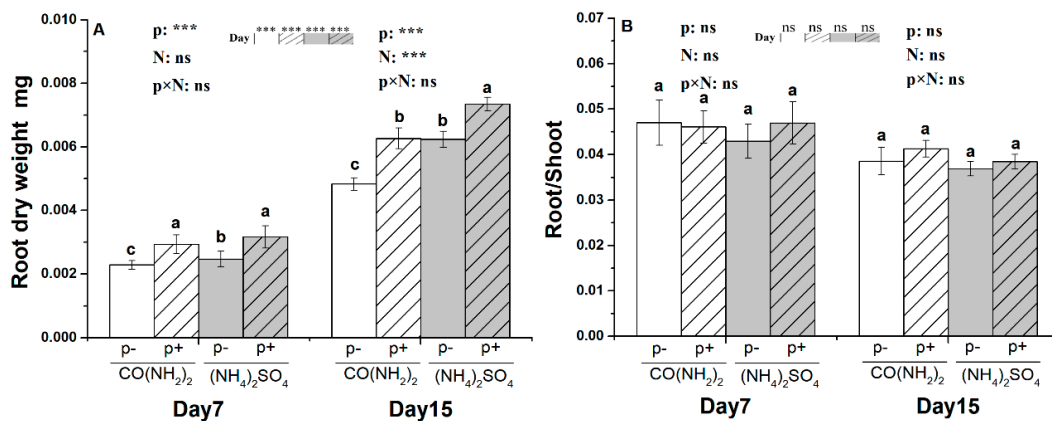 A
p: ***
N: ns
p×N: ns
*** *** *** ***
Day
p: ***
N: ***
p×N: ns
Root dry weight mg
0.010
0.008
0.006
0.004
0.002
0.000
c a b a
c b b a
p- p+ p- p+
CO(NH2)2 (NH4)2SO4
Day7
p- p+ p- p+
CO(NH2)2 (NH4)2SO4
Day15
B
p: ns
N: ns
p×N: ns
ns ns ns ns
Day
p: ns
N: ns
p×N: ns
Root/Shoot
0.07
0.06
0.05
0.04
0.03
0.02
0.01
0.00
a a a a
a a a a
p- p+ p- p+
CO(NH2)2 (NH4)2SO4
Day7
p- p+ p- p+
CO(NH2)2 (NH4)2SO4
Day15